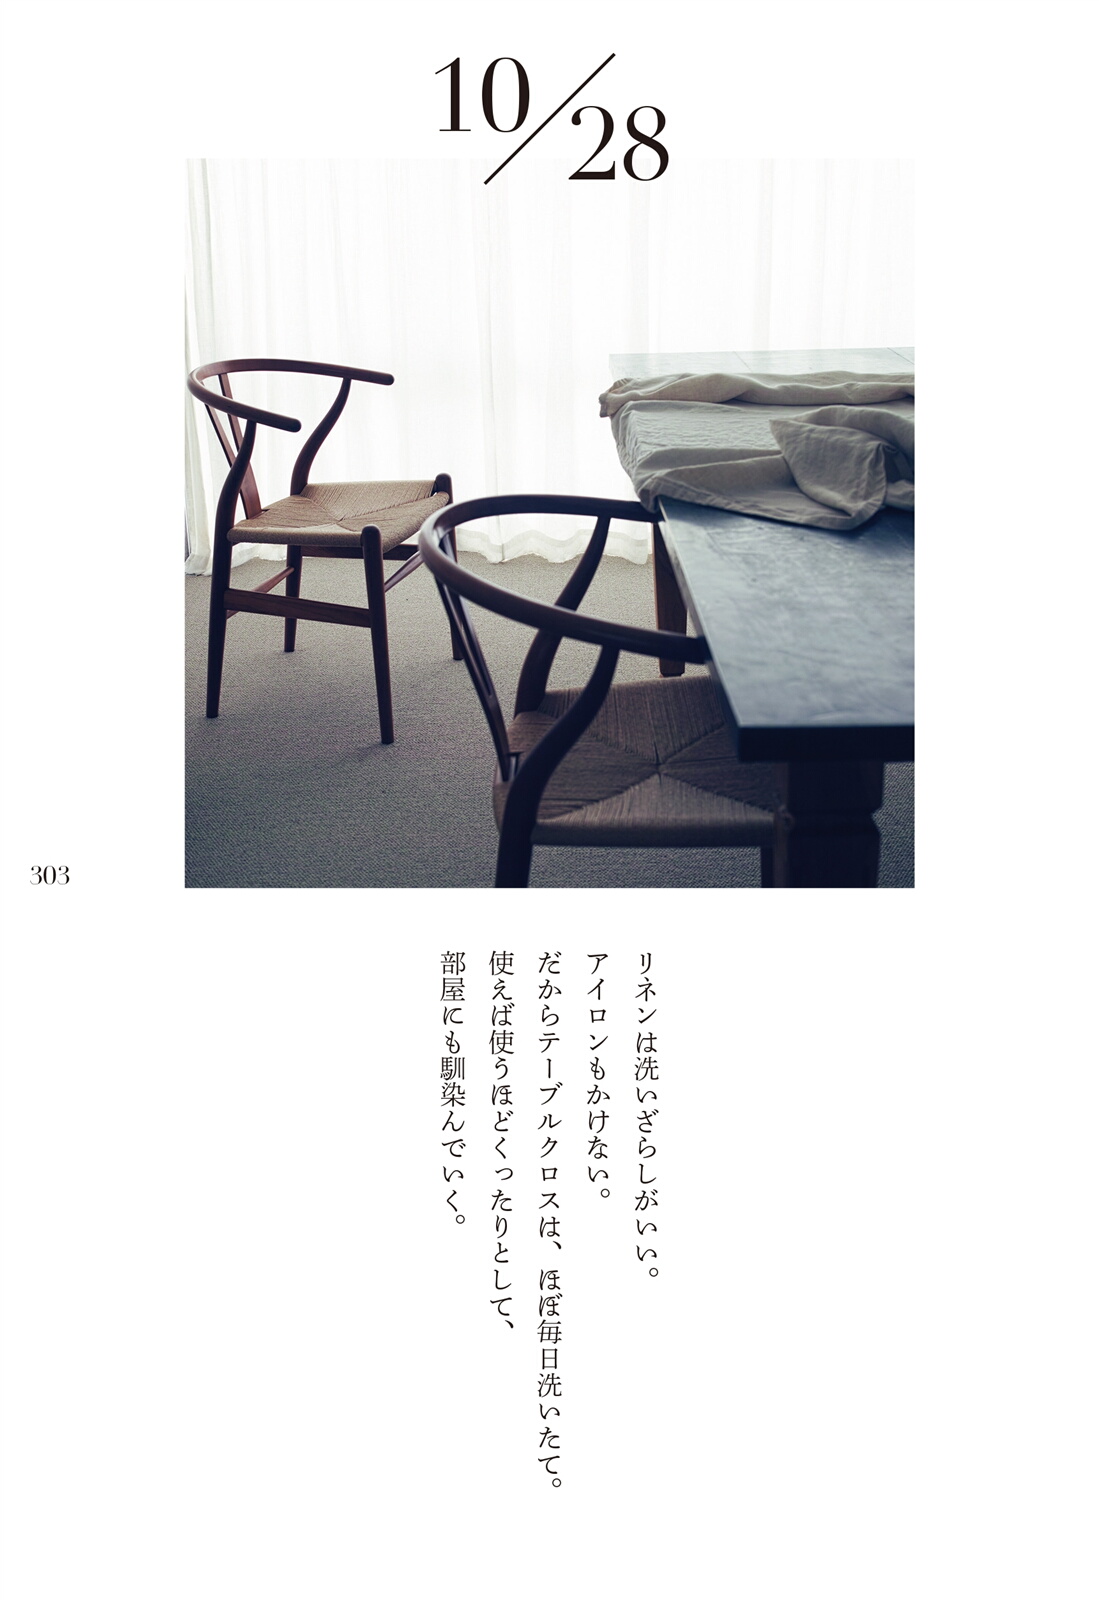 10/28
リネンは洗いざらしがいい。
アイロンもかけない。
だからテーブルクロスは、ほぼ毎日洗いたて。
使えば使うほどくったりとして、
部屋にも馴染んでいく。
303